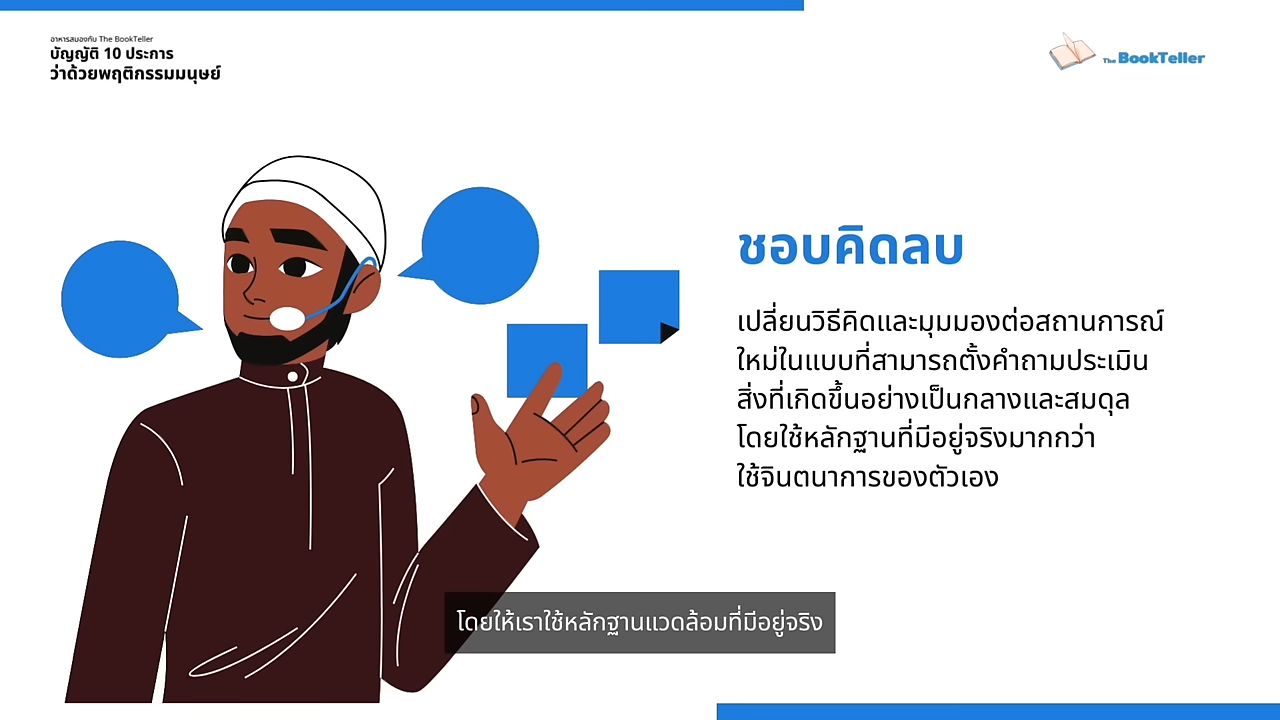 อาหารสมองกับ The BookTeller
บัญญัติ 10 ประการ
ว่าด้วยพฤติกรรมมนุษย์
The BookTeller
ชอบคิดลบ
เปลี่ยนวิธีคิดและมุมมองต่อสถานการณ์
ใหม่ในแบบที่สามารถตั้งคำถามประเมิน
สิ่งที่เกิดขึ้นอย่างเป็นกลางและสมดุล
โดยใช้หลักฐานที่มีอยู่จริงมากกว่า
ใช้จินตนาการของตัวเอง
โดยให้เราใช้หลักฐานแวดล้อมที่มีอยู่จริง